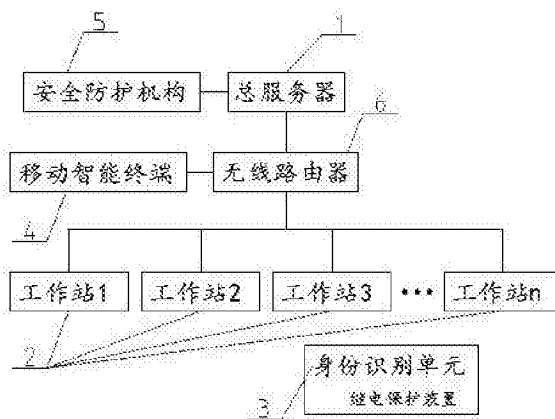 5
1
安全防护机构
总服务器
6
移动智能终端
无线路由器
4
工作站1
工作站2
工作站3
•••
工作站n
2
身份识别单元
3
继电保护装置